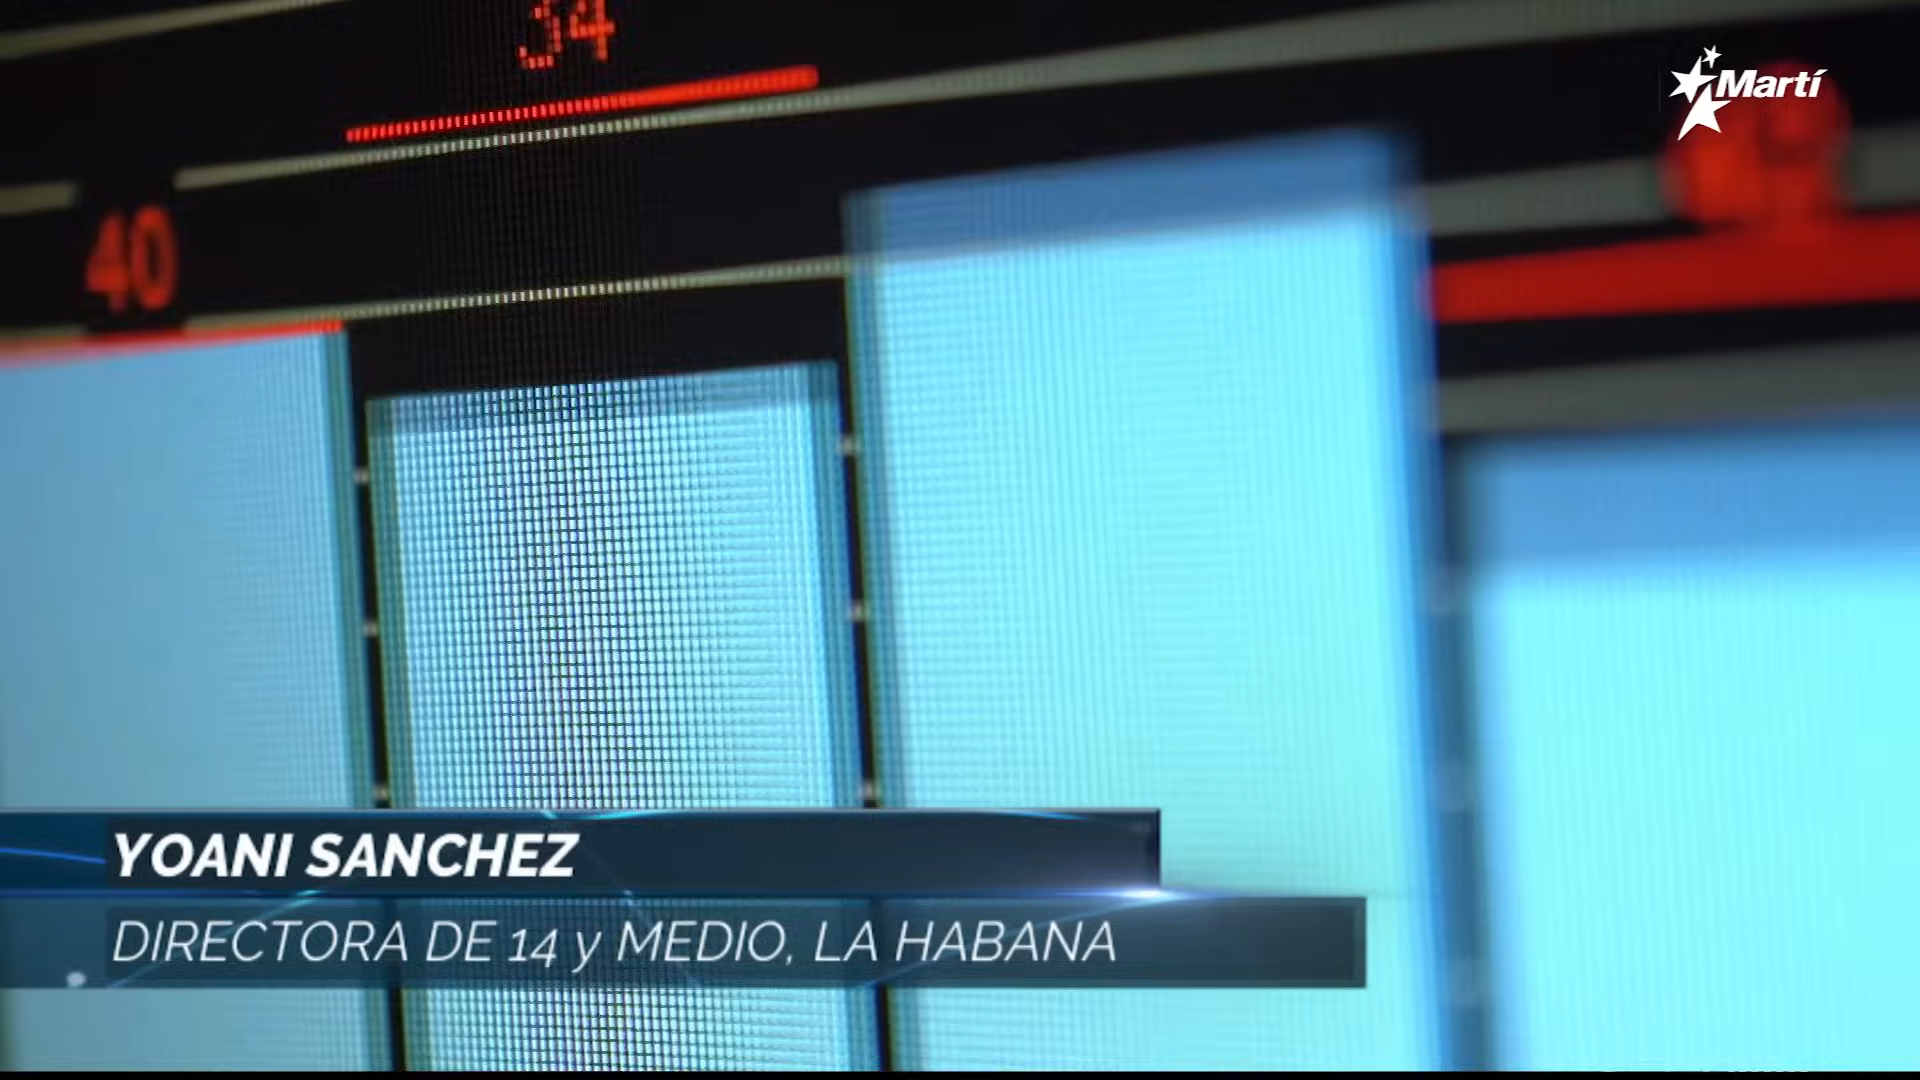 34
Martí
40
YOANI SANCHEZ
DIRECTORA DE 14 y MEDIO, LA HABANA